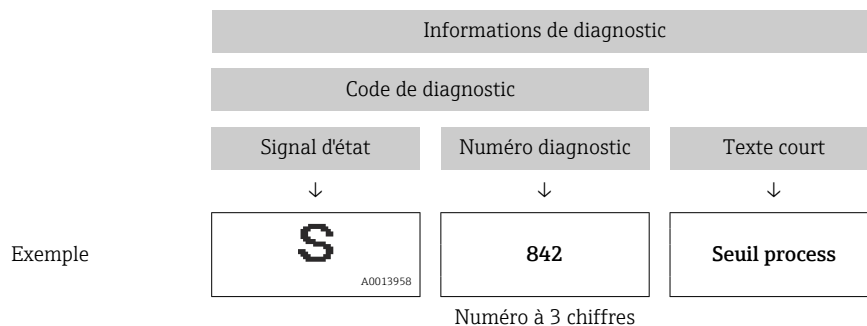 Informations de diagnostic
Code de diagnostic
Signal d'état Numéro diagnostic Texte court
↓ ↓ ↓
Exemple S 842 Seuil process
A0013958
Numéro à 3 chiffres